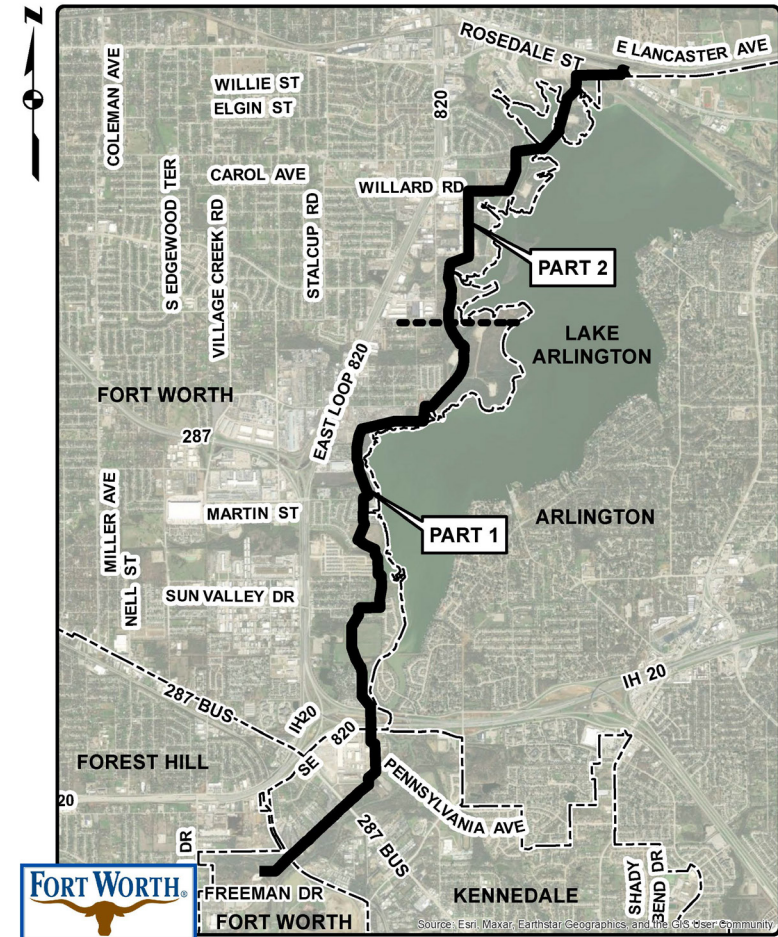 N
ROSEDALE ST
E LANCASTER AVE
COLEMAN AVE
WILLIE ST
ELGIN ST
820
S EDGEWOOD TER
CAROL AVE
VILLAGE CREEK RD
STALCUP RD
WILLARD RD
PART 2
LAKE
ARLINGTON
EAST LOOP 820
FORT WORTH
287
MILLER AVE
MARTIN ST
PART 1
ARLINGTON
NELL ST
SUN VALLEY DR
287 BUS
IH20
SE 820
IH 20
FOREST HILL
20
PENNSYLVANIA AVE
287 BUS
DR
FREEMAN DR
FORT WORTH
KENNEDALE
SHADY
BEND DR
FORT WORTH®
Source: Esri, Maxar, Earthstar Geographics, and the GIS User Community